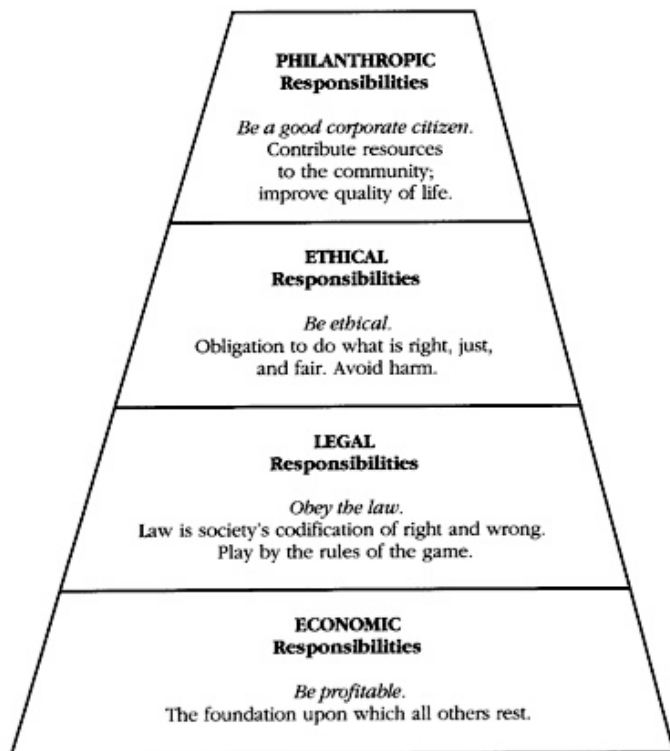 PHILANTHROPIC
Responsibilities
Be a good corporate citizen.
Contribute resources
to the community;
improve quality of life.
ETHICAL
Responsibilities
Be ethical.
Obligation to do what is right, just,
and fair. Avoid harm.
LEGAL
Responsibilities
Obey the law.
Law is society's codification of right and wrong.
Play by the rules of the game.
ECONOMIC
Responsibilities
Be profitable.
The foundation upon which all others rest.